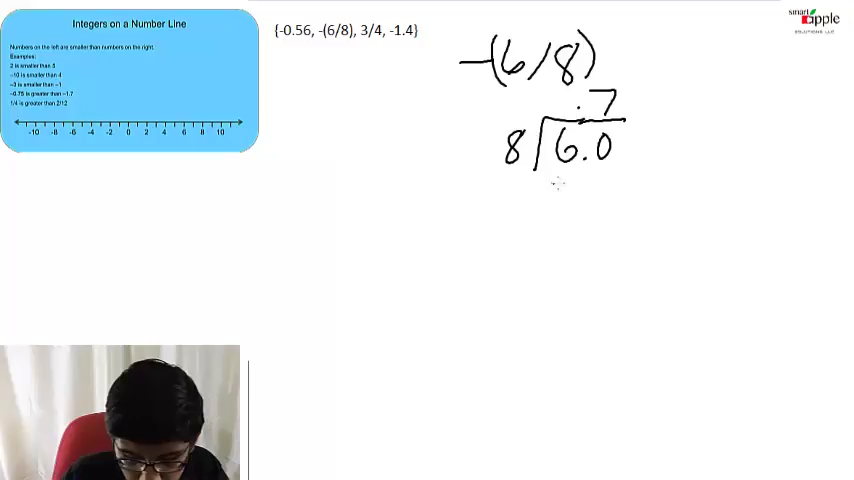 Integers on a Number Line
Numbers on the left are smaller than numbers on the right.
Examples:
2 is smaller than 5
−10 is smaller than 4
−3 is smaller than −1
−0.75 is greater than −1.7
1/4 is greater than 2/12
-10 -8 -6 -4 -2 0 2 4 6 8 10
{-0.56, -(6/8), 3/4, -1.4}
-(6/8)
.7
8 6.0
smart
apple
SOLUTIONS LLC